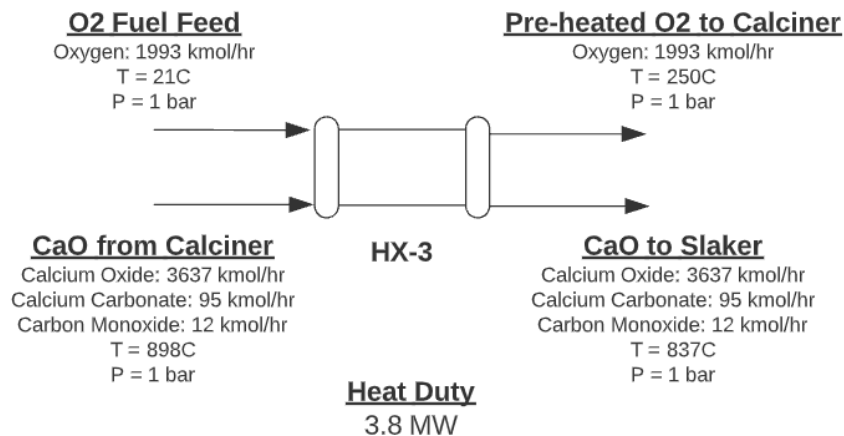 O2 Fuel Feed
Oxygen: 1993 kmol/hr
T = 21C
P = 1 bar
Pre-heated O2 to Calciner
Oxygen: 1993 kmol/hr
T = 250C
P = 1 bar
CaO from Calciner
Calcium Oxide: 3637 kmol/hr
Calcium Carbonate: 95 kmol/hr
Carbon Monoxide: 12 kmol/hr
T = 898C
P = 1 bar
HX-3
CaO to Slaker
Calcium Oxide: 3637 kmol/hr
Calcium Carbonate: 95 kmol/hr
Carbon Monoxide: 12 kmol/hr
T = 837C
P = 1 bar
Heat Duty
3.8 MW